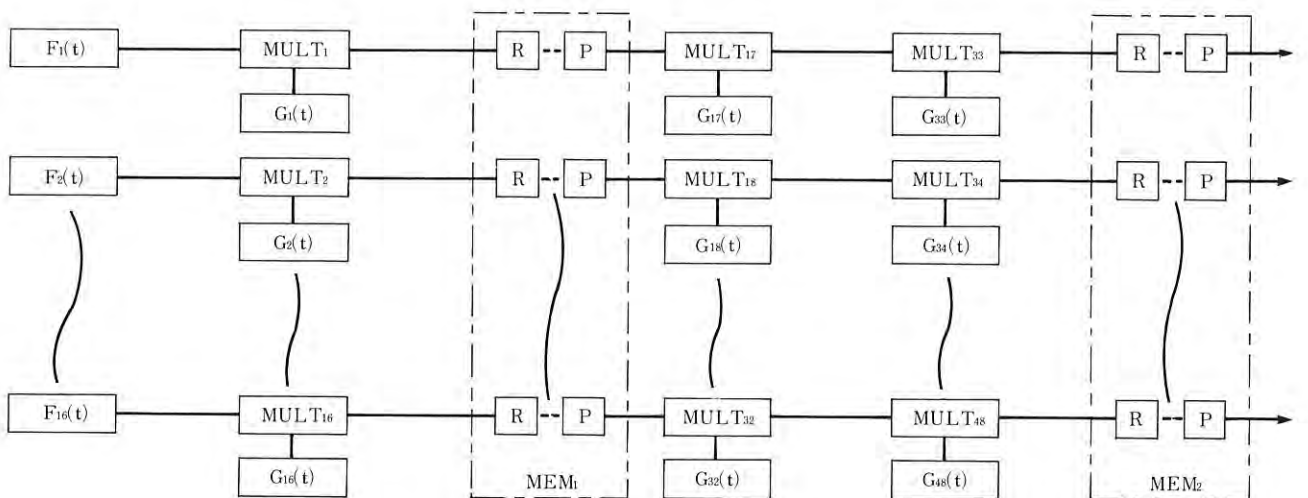 F₁(t) MULT₁ R P MULT₁₇ MULT₃₃ R P
G₁(t) G₁₇(t) G₃₃(t)
F₂(t) MULT₂ R P MULT₁₈ MULT₃₄ R P
G₂(t) G₁₈(t) G₃₄(t)
F₁₆(t) MULT₁₆ R P MULT₃₂ MULT₄₈ R P
G₁₆(t) MEM₁ G₃₂(t) G₄₈(t) MEM₂